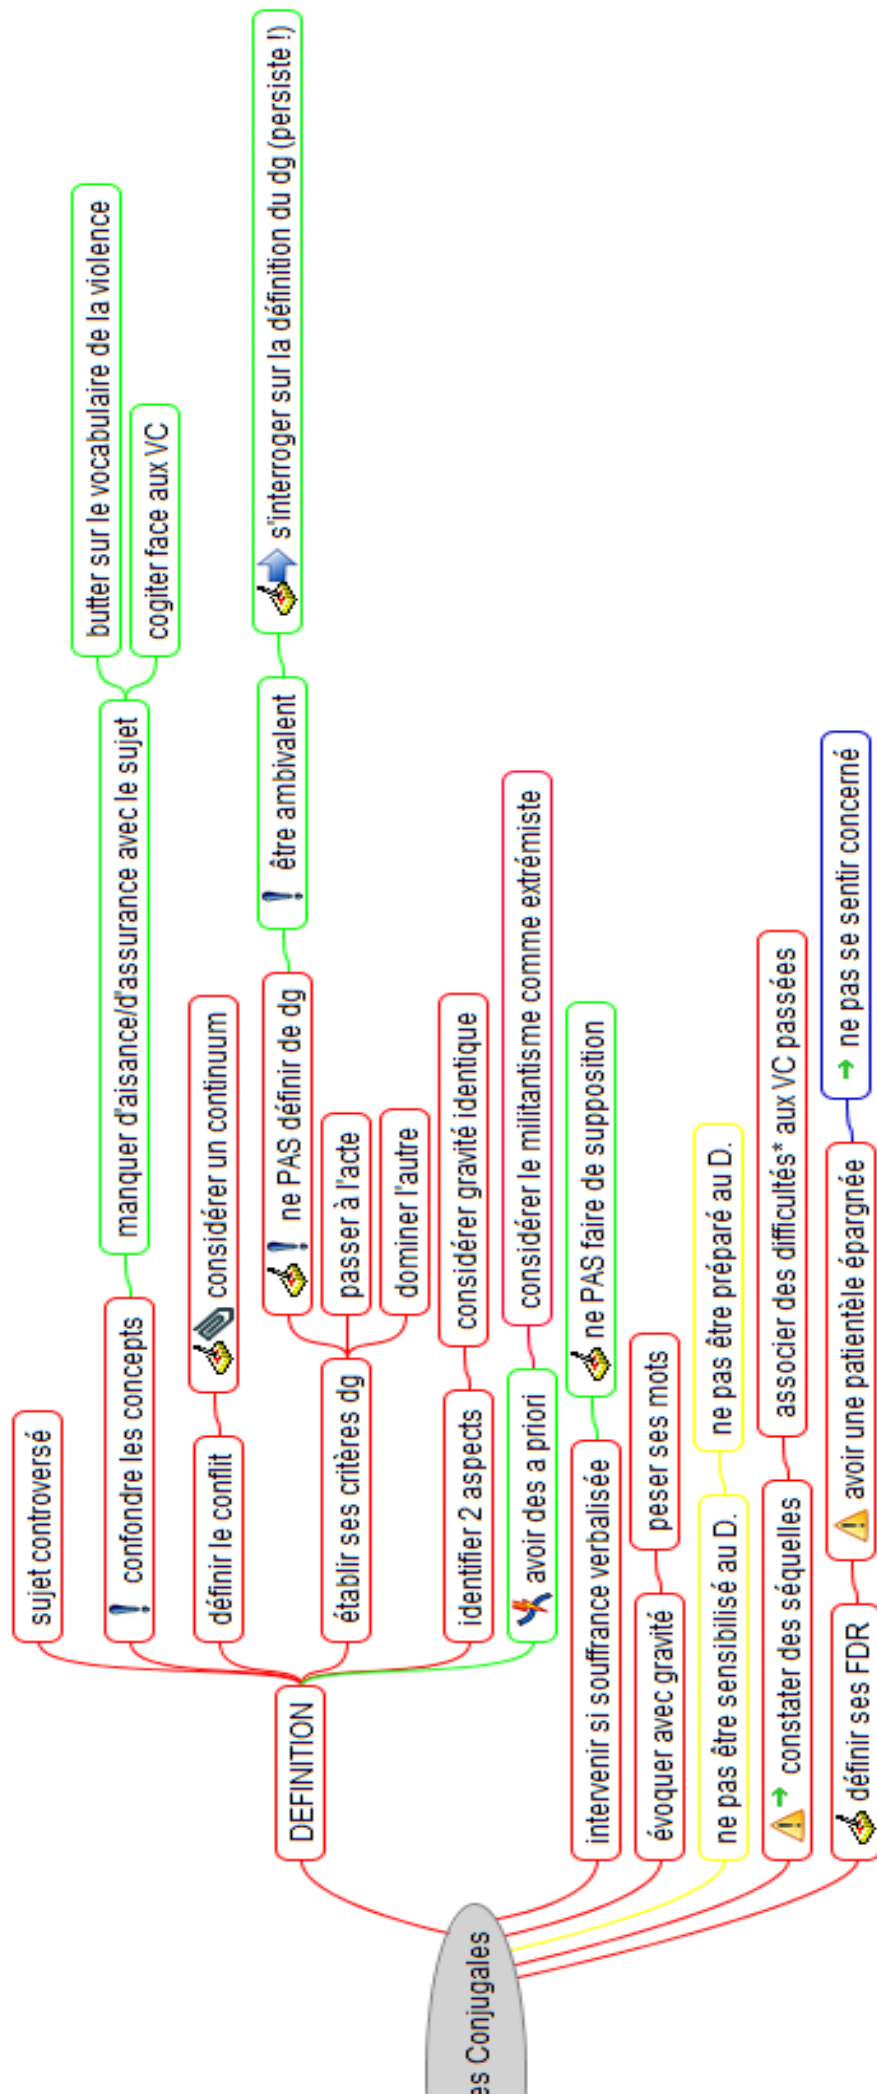 es Conjugales
DEFINITION
sujet controversé
confondre les concepts
manquer d'aisance/d'assurance avec le sujet
butter sur le vocabulaire de la violence
cogiter face aux VC
définir le conflit
considérer un continuum
établir ses critères dg
ne PAS définir de dg
être ambivalent
s'interroger sur la définition du dg (persiste !)
passer à l'acte
dominer l'autre
identifier 2 aspects
considérer gravité identique
avoir des a priori
considérer le militantisme comme extrémiste
intervenir si souffrance verbalisée
ne PAS faire de supposition
évoquer avec gravité
peser ses mots
ne pas être sensibilisé au D.
ne pas être préparé au D.
constater des séquelles
associer des difficultés* aux VC passées
définir ses FDR
avoir une patientèle épargnée
ne pas se sentir concerné